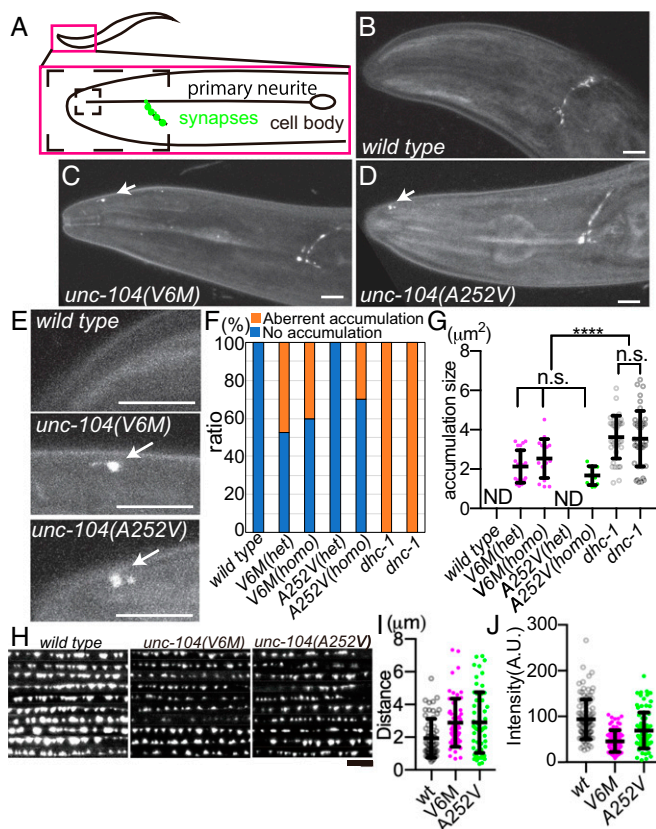 A
primary neurite
synapses
cell body
B
wild type
C
unc-104(V6M)
D
unc-104(A252V)
E
wild type
unc-104(V6M)
unc-104(A252V)
F
(%)
Aberrent accumulation
No accumulation
100
80
60
40
20
0
ratio
wild type
V6M(het)
V6M(homo)
A252V(het)
A252V(homo)
dhc-1
dnc-1
G
(μm²)
****
n.s.
n.s.
8
6
4
2
0
accumulation size
ND
ND
wild type
V6M(het)
V6M(homo)
A252V(het)
A252V(homo)
dhc-1
dnc-1
H
wild type
unc-104(V6M)
unc-104(A252V)
I
(μm)
8
6
4
2
0
Distance
wt
V6M
A252V
J
300
200
100
0
Intensity(A.U.)
wt
V6M
A252V